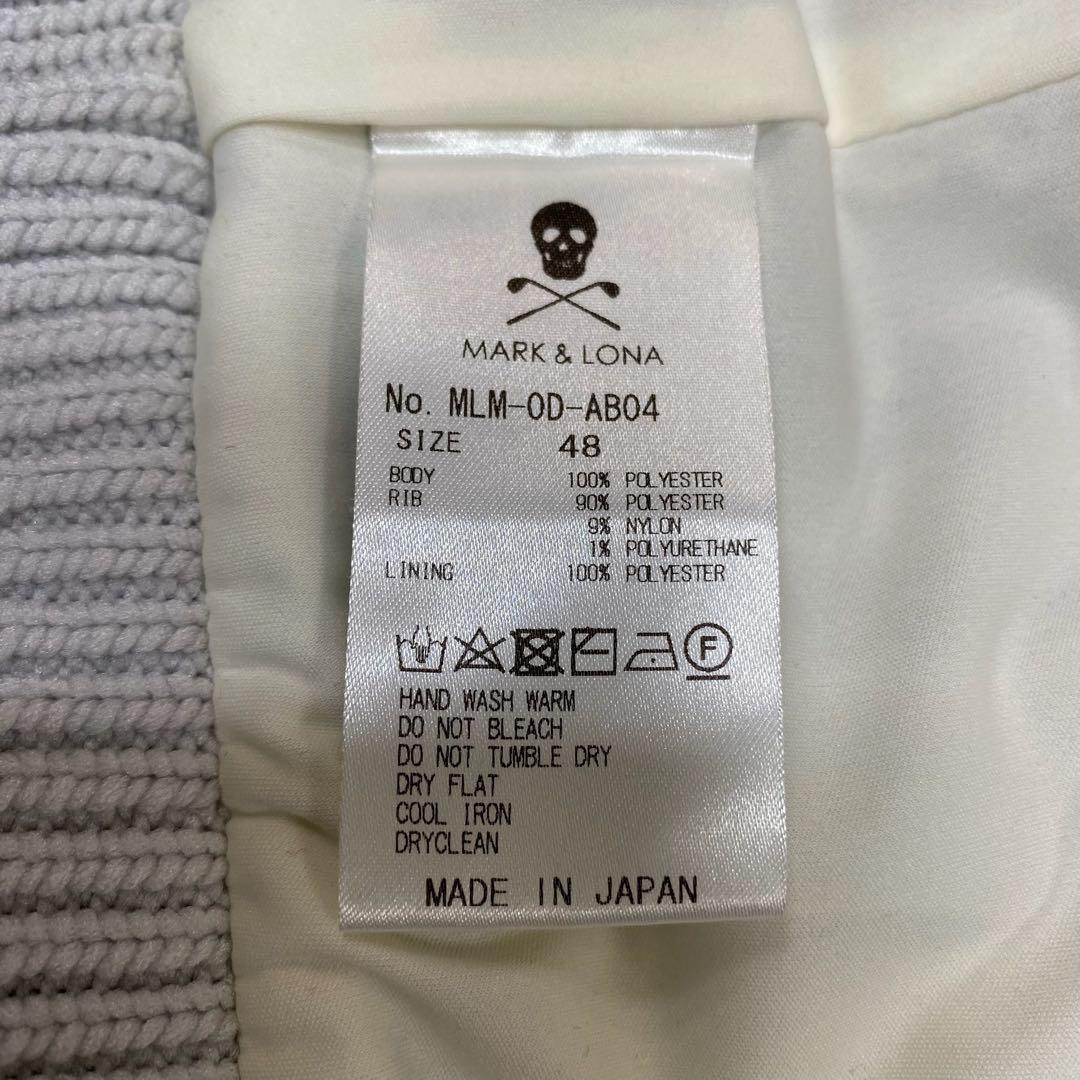 MARK & LONA
No. MLM-OD-AB04
SIZE 48
BODY 100% POLYESTER
RIB 90% POLYESTER
9% NYLON
1% POLYURETHANE
LINING 100% POLYESTER
F
HAND WASH WARM
DO NOT BLEACH
DO NOT TUMBLE DRY
DRY FLAT
COOL IRON
DRYCLEAN
MADE IN JAPAN